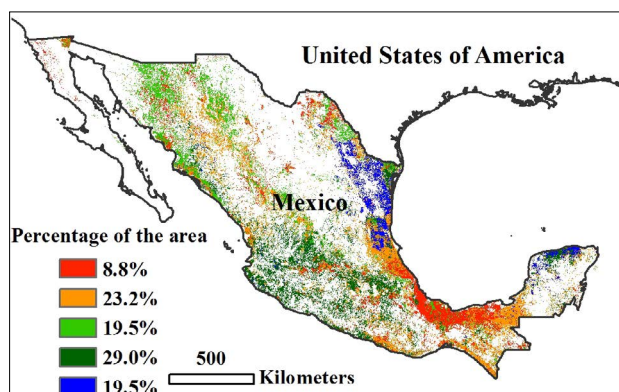 United States of America
Mexico
Percentage of the area
8.8%
23.2%
19.5%
29.0%
19.5%
500
Kilometers